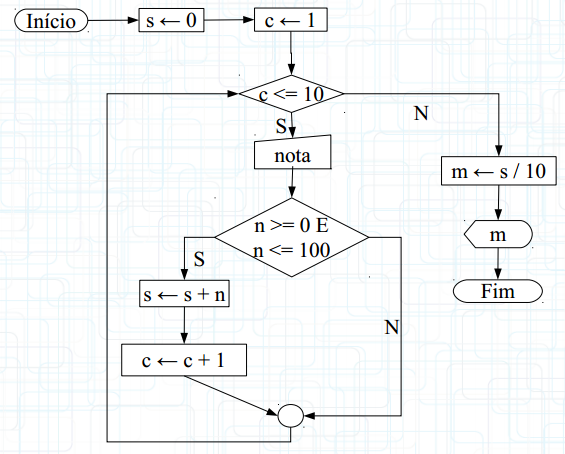 Início
s ← 0
c ← 1
c <= 10
S
N
nota
m ← s / 10
n >= 0 E
n <= 100
m
S
Fim
s ← s + n
N
c ← c + 1